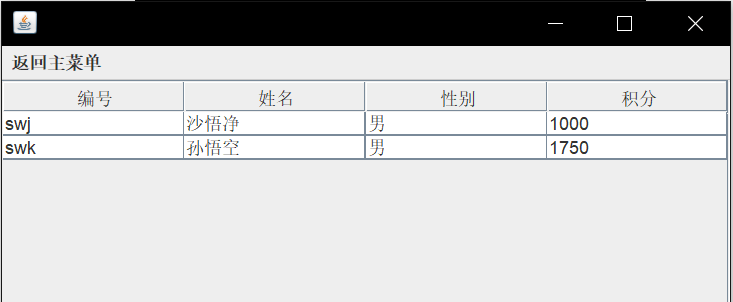 返回主菜单
编号 姓名 性别 积分
swj 沙悟净 男 1000
swk 孙悟空 男 1750